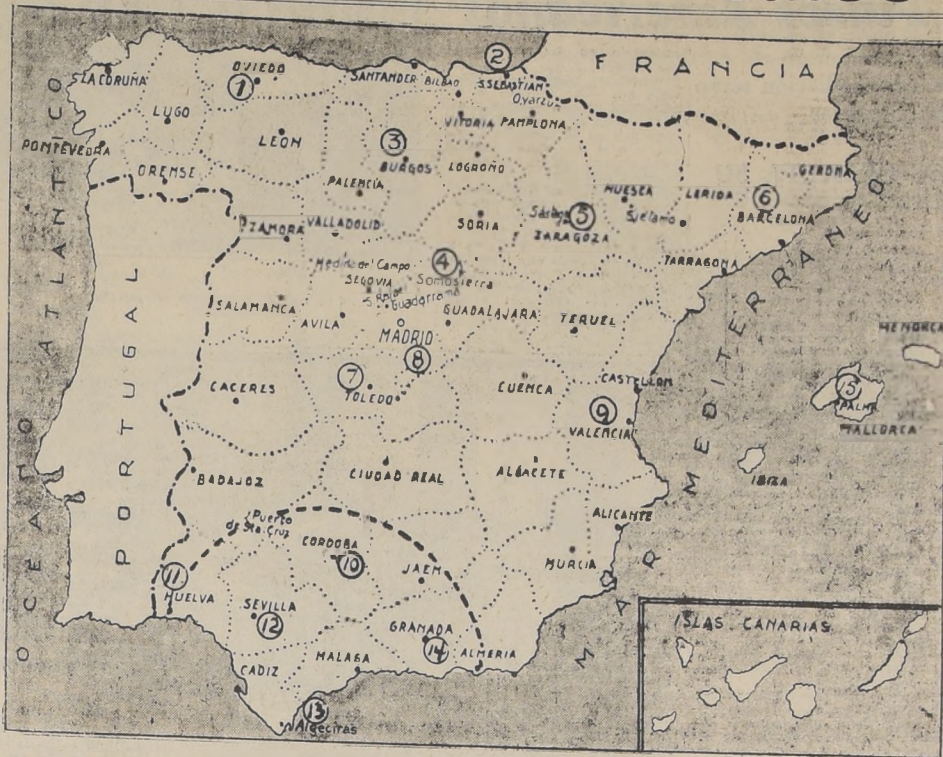 FRANCIA
OCEANO ATLANTICO
MAR MEDITERRANEO
PORTUGAL
LA CORUÑA
LUGO
PONTEVEDRA
ORENSE
OVIEDO
1
LEÓN
SANTANDER
BILBAO
2
S. SEBASTIAN
Oyarzu
VITORIA
PAMPLONA
3
BURGOS
LOGROÑO
PALENCIA
ZAMORA
VALLADOLID
SORIA
5
ZARAGOZA
HUESCA
Sietamo
LERIDA
6
BARCELONA
GERONA
TARRAGONA
Medina del Campo
SEGOVIA
4
Somosierra
Guadarrama
SALAMANCA
AVILA
MADRID
GUADALAJARA
TERUEL
8
7
TOLEDO
CACERES
CUENCA
CASTELLON
9
VALENCIA
MENORCA
15
PALMA
MALLORCA
IBIZA
BADAJOZ
CIUDAD REAL
ALBACETE
ALICANTE
MURCIA
Puerto
de Sta. Cruz
CORDOBA
10
JAEM
11
HUELVA
SEVILLA
12
GRANADA
14
ALMERIA
CADIZ
MALAGA
13
Algeciras
ISLAS CANARIAS